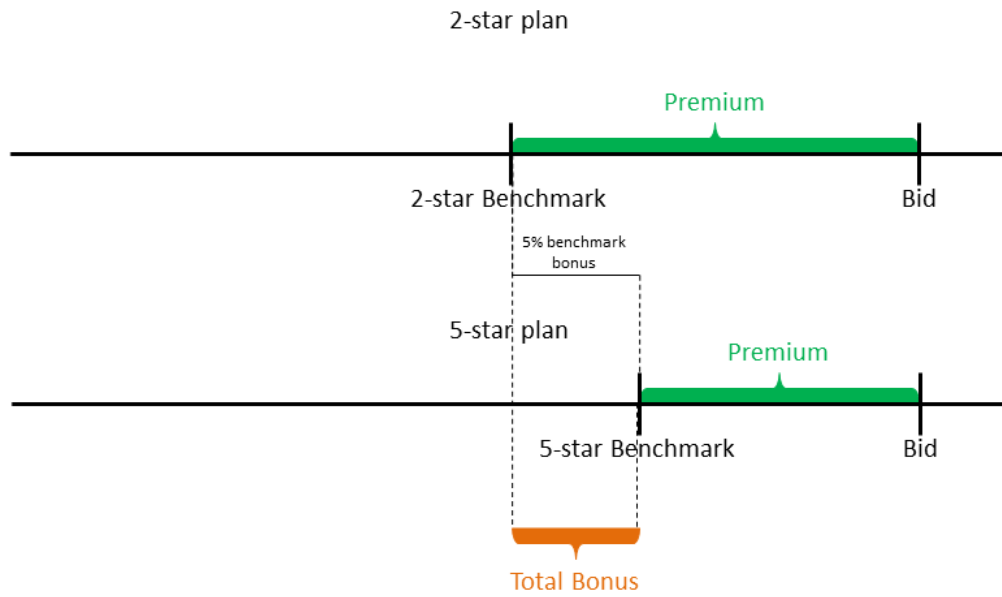 2-star plan
Premium
2-star Benchmark
Bid
5% benchmark
bonus
5-star plan
Premium
5-star Benchmark
Bid
Total Bonus